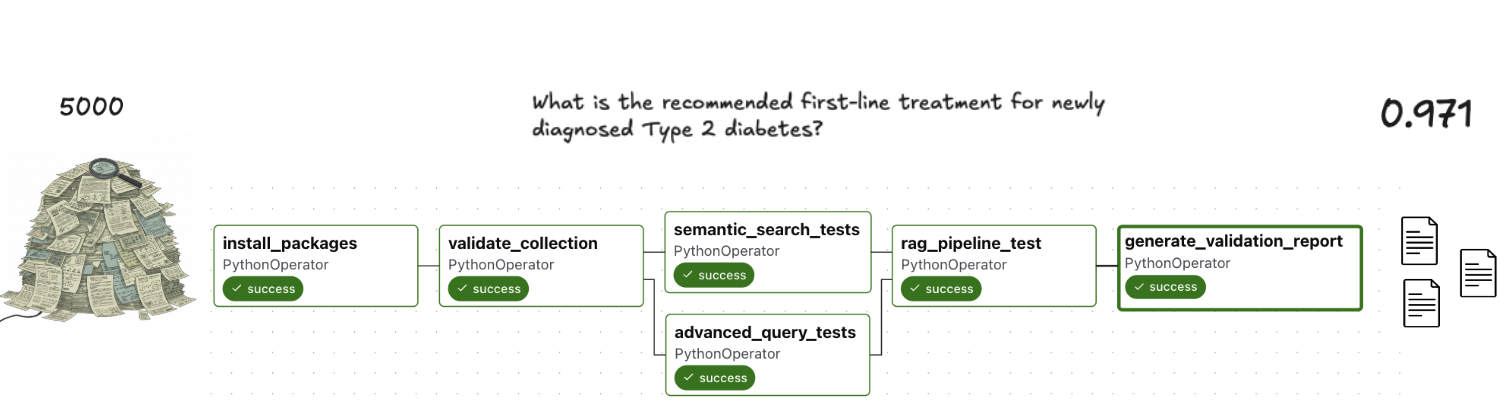 5000
What is the recommended first-line treatment for newly
diagnosed Type 2 diabetes?
0.971
install_packages
PythonOperator
success
validate_collection
PythonOperator
success
semantic_search_tests
PythonOperator
success
advanced_query_tests
PythonOperator
success
rag_pipeline_test
PythonOperator
success
generate_validation_report
PythonOperator
success